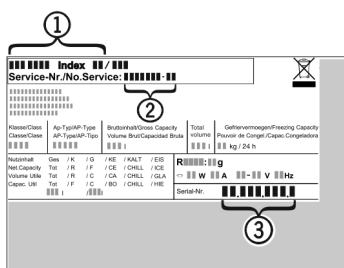 1
Index /
Service-Nr./No.Service: -
2
Klasse/Class
Classe/Clase
Ap-Typ/AP-Type
AP-Type/AP-Tipo
Bruttoinhalt/Gross Capacity
Volume Brut/Capacidad Bruta
l
Total
volume
l
Gefriervermoegen/Freezing Capacity
Pouvoir de Congel./Capac.Congeladora
kg / 24 h
Nutzinhalt Ges / K / G / KE / KALT / EIS
Net.Capacity Tot / R / F / CE / CHILL / ICE
Volume Utile Tot / R / C / CA / CHILL / GLA
Capac. Util Tot / F / C / BO / CHILL / HIE
l / l
R : g
W A - V Hz
Serial-Nr. . . .
3